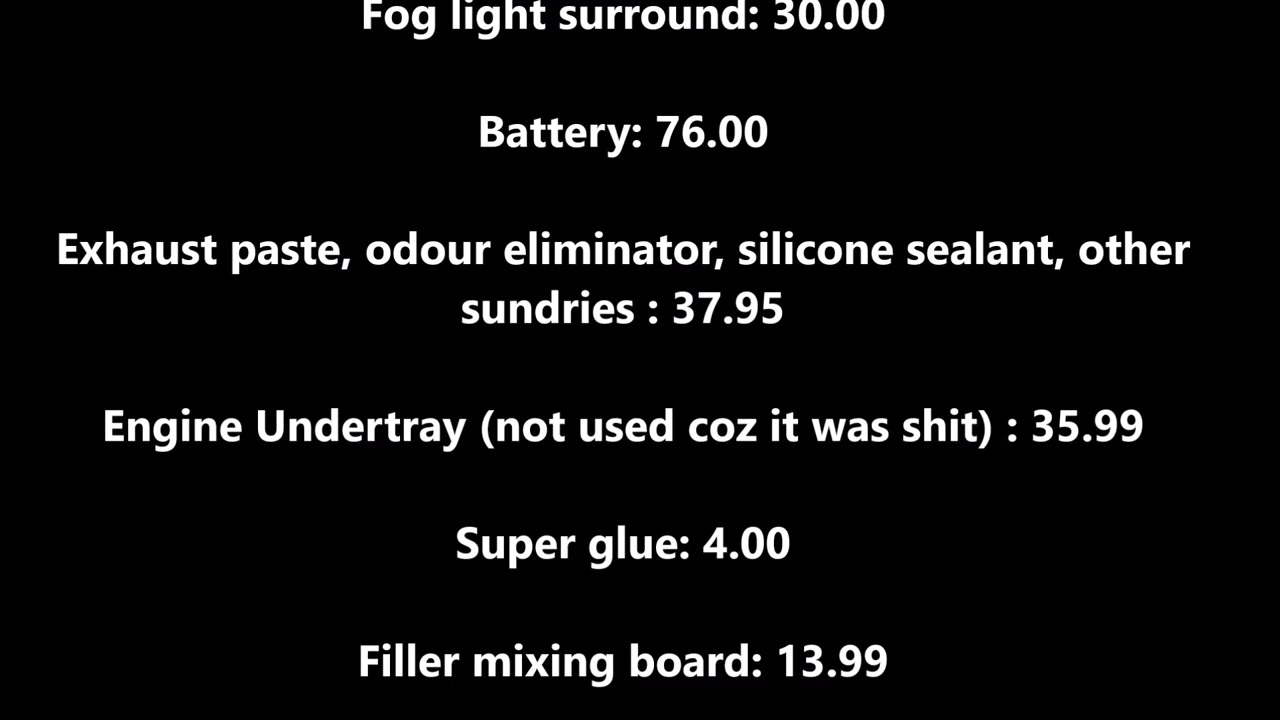 Fog light surround: 30.00
Battery: 76.00
Exhaust paste, odour eliminator, silicone sealant, other
sundries : 37.95
Engine Undertray (not used coz it was shit) : 35.99
Super glue: 4.00
Filler mixing board: 13.99